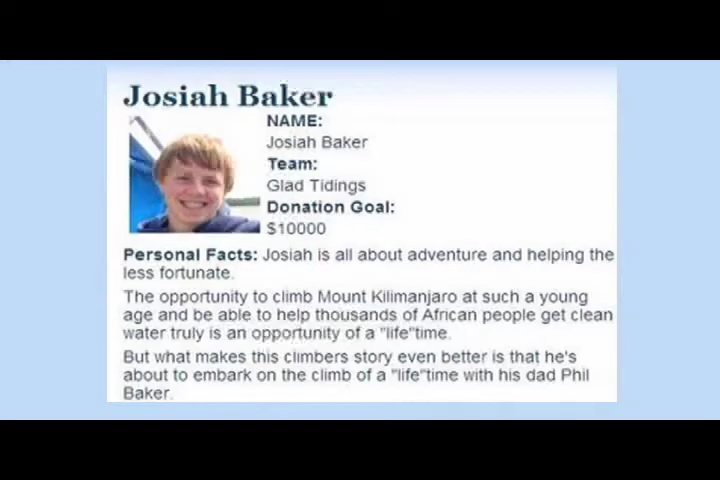 Josiah Baker
NAME:
Josiah Baker
Team:
Glad Tidings
Donation Goal:
$10000
Personal Facts: Josiah is all about adventure and helping the
less fortunate.
The opportunity to climb Mount Kilimanjaro at such a young
age and be able to help thousands of African people get clean
water truly is an opportunity of a "life"time.
But what makes this climbers story even better is that he's
about to embark on the climb of a "life"time with his dad Phil
Baker.